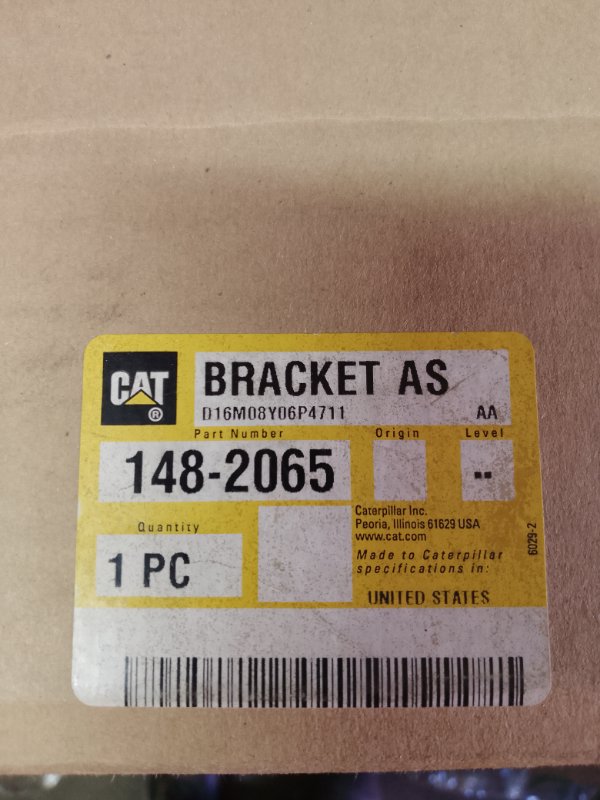 CAT
®
BRACKET AS
D16M08Y06P4711 AA
Part Number Origin Level
148-2065 --
Caterpillar Inc.
Peoria, Illinois 61629 USA
www.cat.com
Quantity
1 PC
Made to Caterpillar
specifications in:
UNITED STATES
6029-2